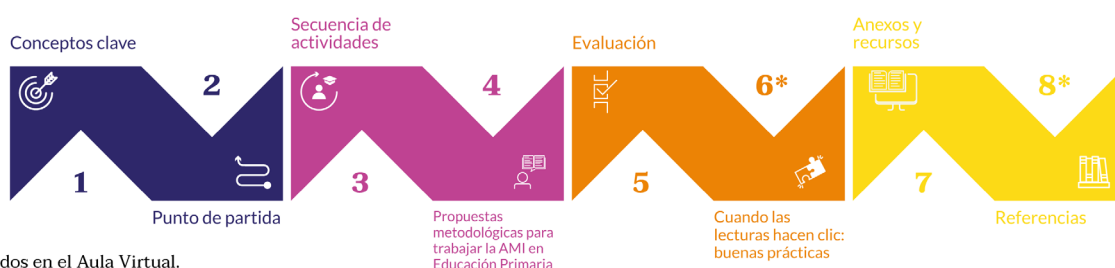 Conceptos clave
2
Secuencia de
actividades
4
Evaluación
6*
Anexos y
recursos
8*
1
Punto de partida
3
Propuestas
metodológicas para
trabajar la AMI en
Educación Primaria
5
Cuando las
lecturas hacen clic:
buenas prácticas
7
Referencias
dos en el Aula Virtual.